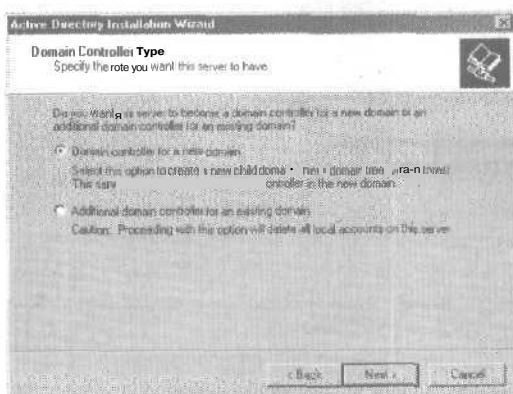 Active Directory Installation Wizard
Domain Controller Type
Specify the rote you want this server to have
Do you want server to become a domain controller for a new domain or an
additional domain controller for an existing domain?
Domain controller for a new domain
Select this option to create a new child doma new domain tree ra-n
This serv ontroller in the new domain
Additional domain controller for an existing domain
Caution: Proceeding with this option will delete all local accounts on this server
< Back
Next >
Cancel